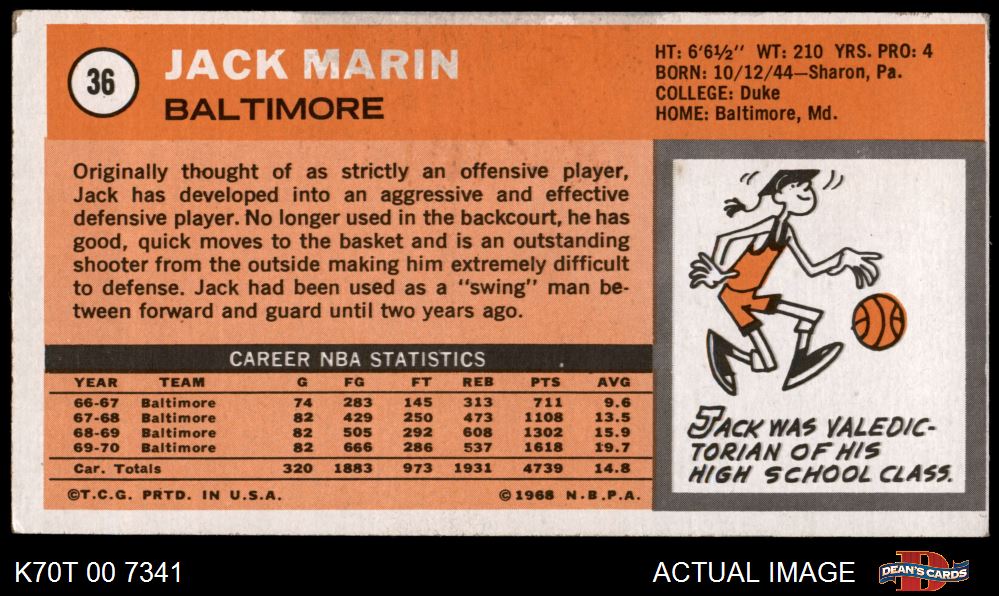 36
JACK MARIN
BALTIMORE
HT: 6'6½" WT: 210 YRS. PRO: 4
BORN: 10/12/44—Sharon, Pa.
COLLEGE: Duke
HOME: Baltimore, Md.
Originally thought of as strictly an offensive player,
Jack has developed into an aggressive and effective
defensive player. No longer used in the backcourt, he has
good, quick moves to the basket and is an outstanding
shooter from the outside making him extremely difficult
to defense. Jack had been used as a "swing" man be-
tween forward and guard until two years ago.
CAREER NBA STATISTICS
YEAR TEAM G FG FT REB PTS AVG
66-67 Baltimore 74 283 145 313 711 9.6
67-68 Baltimore 82 429 250 473 1108 13.5
68-69 Baltimore 82 505 292 608 1302 15.9
69-70 Baltimore 82 666 286 537 1618 19.7
Car. Totals 320 1883 973 1931 4739 14.8
©T.C.G. PRTD. IN U.S.A. ©1968 N.B.P.A.
JACK WAS VALEDIC-
TORIAN OF HIS
HIGH SCHOOL CLASS.
K70T 00 7341
ACTUAL IMAGE
D
DEAN'S CARDS